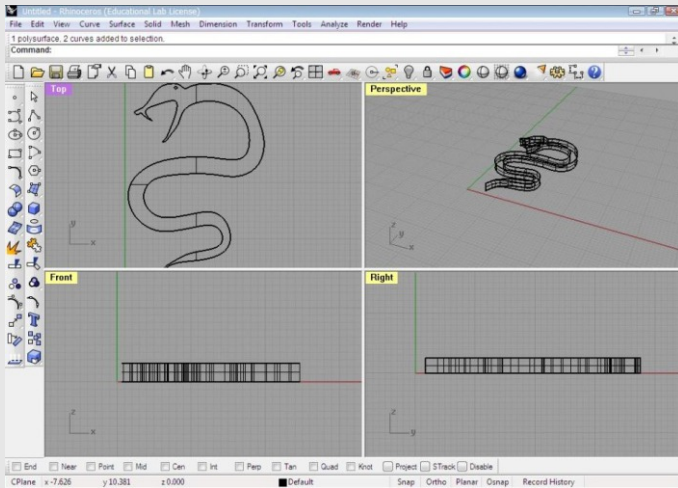 Untitled - Rhinoceros (Educational Lab License)
File Edit View Curve Surface Solid Mesh Dimension Transform Tools Analyze Render Help
1 polysurface, 2 curves added to selection.
Command:
Top
Perspective
y
x
z
y
x
Front
Right
z
x
z
y
End Near Point Mid Cen Int Perp Tan Quad Knot Project STrack Disable
CPlane x -7.626 y 10.381 z 0.000 Default Snap Ortho Planar Osnap Record History